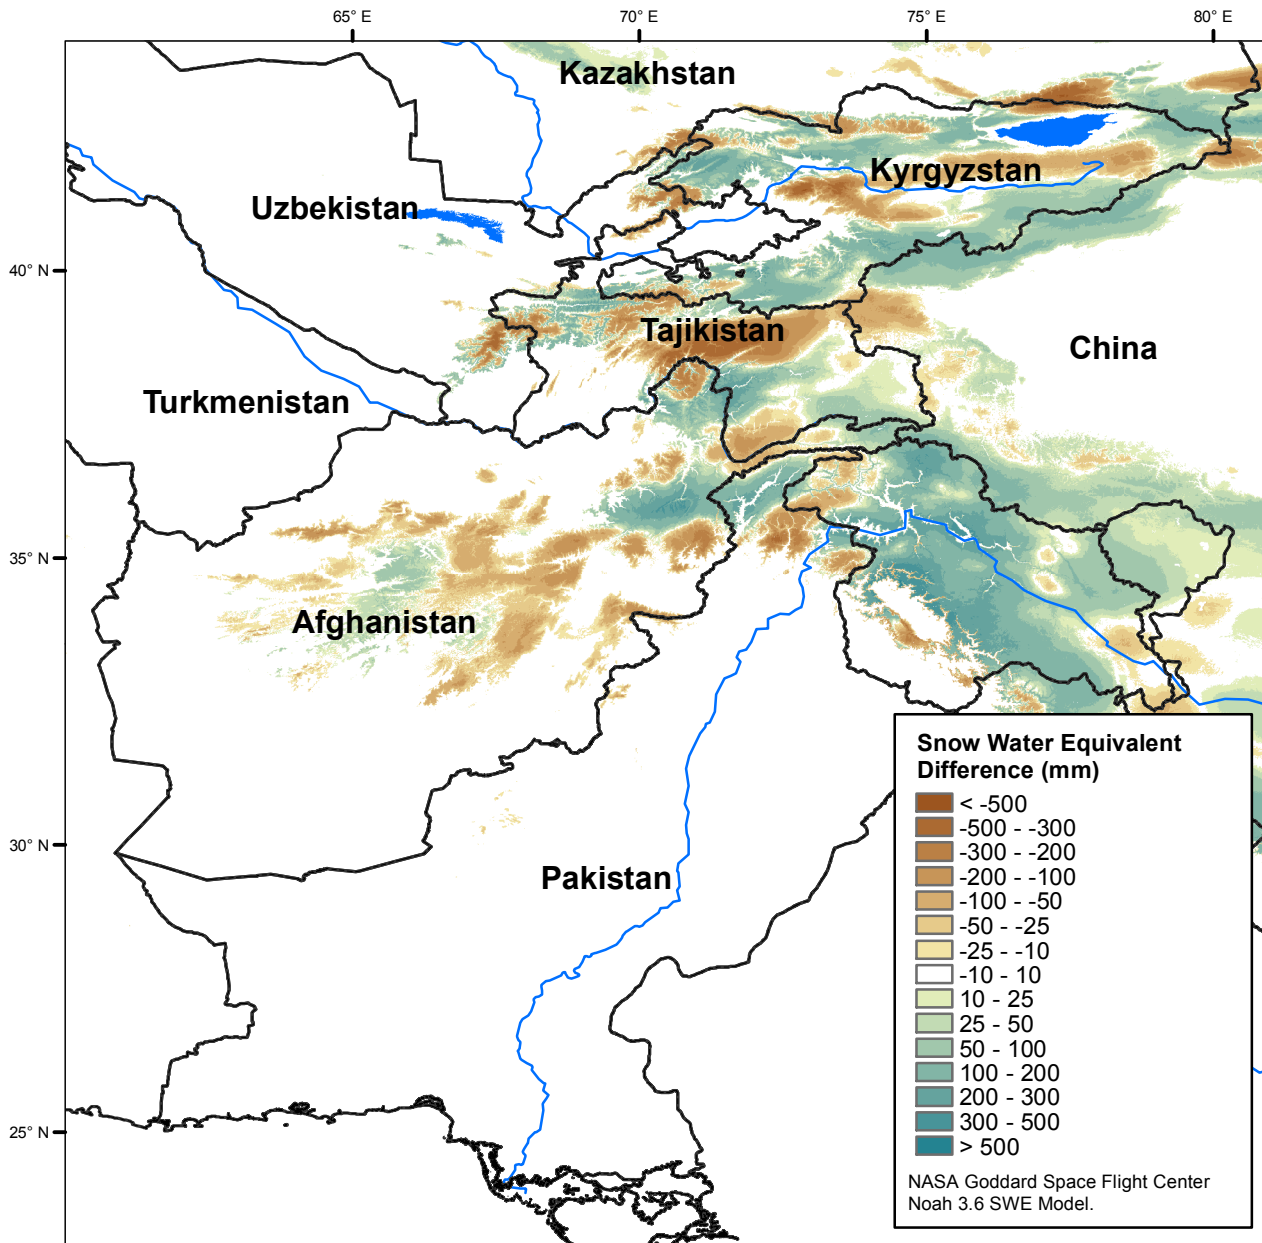 65° E
70° E
75° E
80° E
Kazakhstan
Kyrgyzstan
Uzbekistan
40° N
Tajikistan
China
Turkmenistan
35° N
Afghanistan
Snow Water Equivalent
Difference (mm)
< -500
-500 - -300
-300 - -200
-200 - -100
-100 - -50
-50 - -25
-25 - -10
-10 - 10
10 - 25
25 - 50
50 - 100
100 - 200
200 - 300
300 - 500
> 500
NASA Goddard Space Flight Center
Noah 3.6 SWE Model.
30° N
Pakistan
25° N